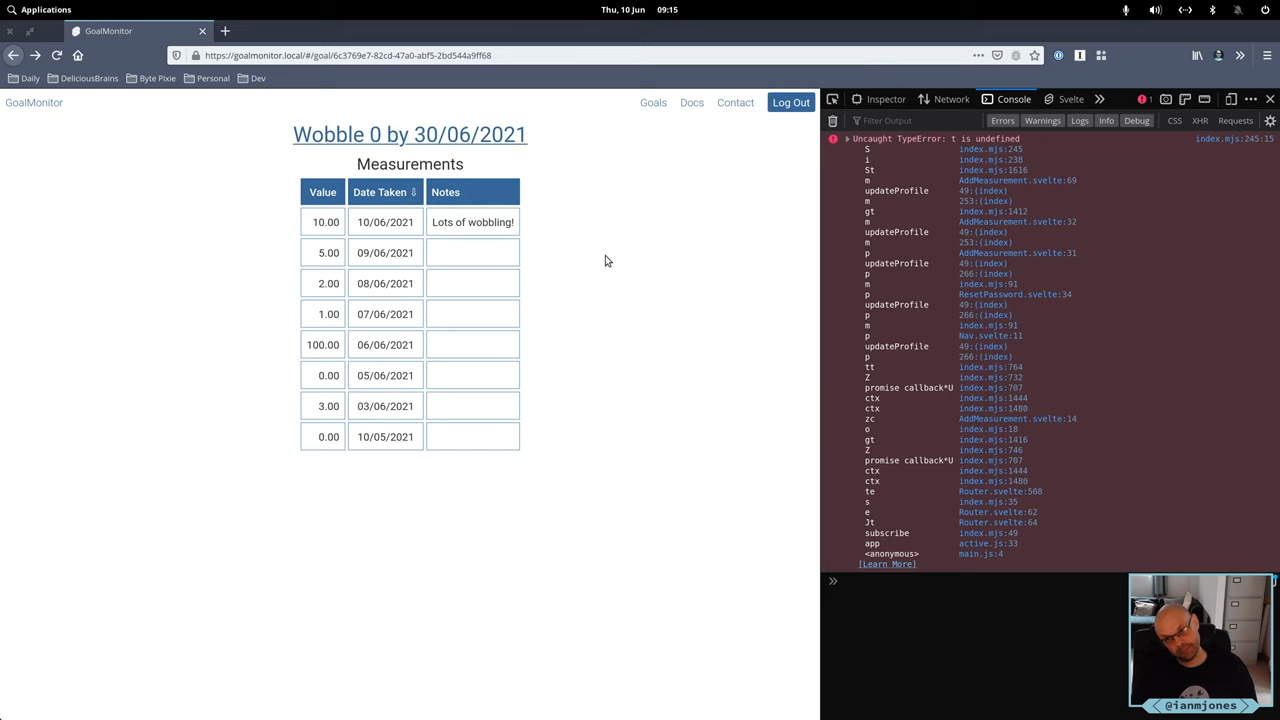 Applications
Thu, 10 Jun 09:15
GoalMonitor
https://goalmonitor.local/#/goal/6c3769e7-82cd-47a0-abf5-2bd544a9ff68
Daily DeliciousBrains Byte Pixie Personal Dev
GoalMonitor Goals Docs Contact Log Out
Wobble 0 by 30/06/2021
Measurements
Value Date Taken ⇩ Notes
10.00 10/06/2021 Lots of wobbling!
5.00 09/06/2021
2.00 08/06/2021
1.00 07/06/2021
100.00 06/06/2021
0.00 05/06/2021
3.00 03/06/2021
0.00 10/05/2021
Inspector Network Console Svelte 1
Filter Output Errors Warnings Logs Info Debug CSS XHR Requests
Uncaught TypeError: t is undefined index.mjs:245:15
S index.mjs:245
i index.mjs:238
St index.mjs:1616
m AddMeasurement.svelte:69
updateProfile 49:(index)
m 253:(index)
gt index.mjs:1412
m AddMeasurement.svelte:32
updateProfile 49:(index)
m 253:(index)
p AddMeasurement.svelte:31
updateProfile 49:(index)
p 266:(index)
m index.mjs:91
p ResetPassword.svelte:34
updateProfile 49:(index)
p 266:(index)
m index.mjs:91
p Nav.svelte:11
updateProfile 49:(index)
p 266:(index)
tt index.mjs:764
Z index.mjs:732
promise callback*U index.mjs:707
ctx index.mjs:1444
ctx index.mjs:1480
zc AddMeasurement.svelte:14
o index.mjs:18
gt index.mjs:1416
Z index.mjs:746
promise callback*U index.mjs:707
ctx index.mjs:1444
ctx index.mjs:1480
te Router.svelte:508
s index.mjs:35
e Router.svelte:62
Jt Router.svelte:64
subscribe index.mjs:49
app active.js:33
<anonymous> main.js:4
[Learn More]
@ianmjones